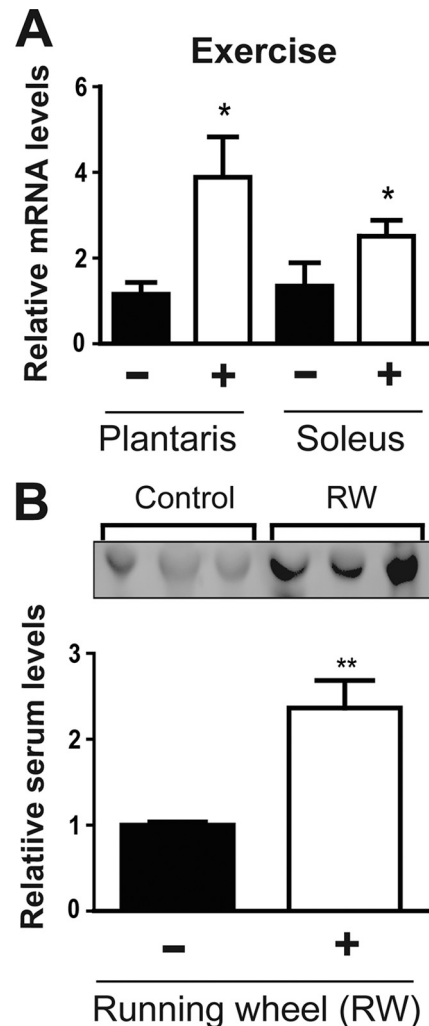 A
Exercise
Relative mRNA levels
6
4
2
0
*
*
− + − +
Plantaris Soleus
B
Control RW
Relatiive serum levels
3
2
1
0
**
− +
Running wheel (RW)